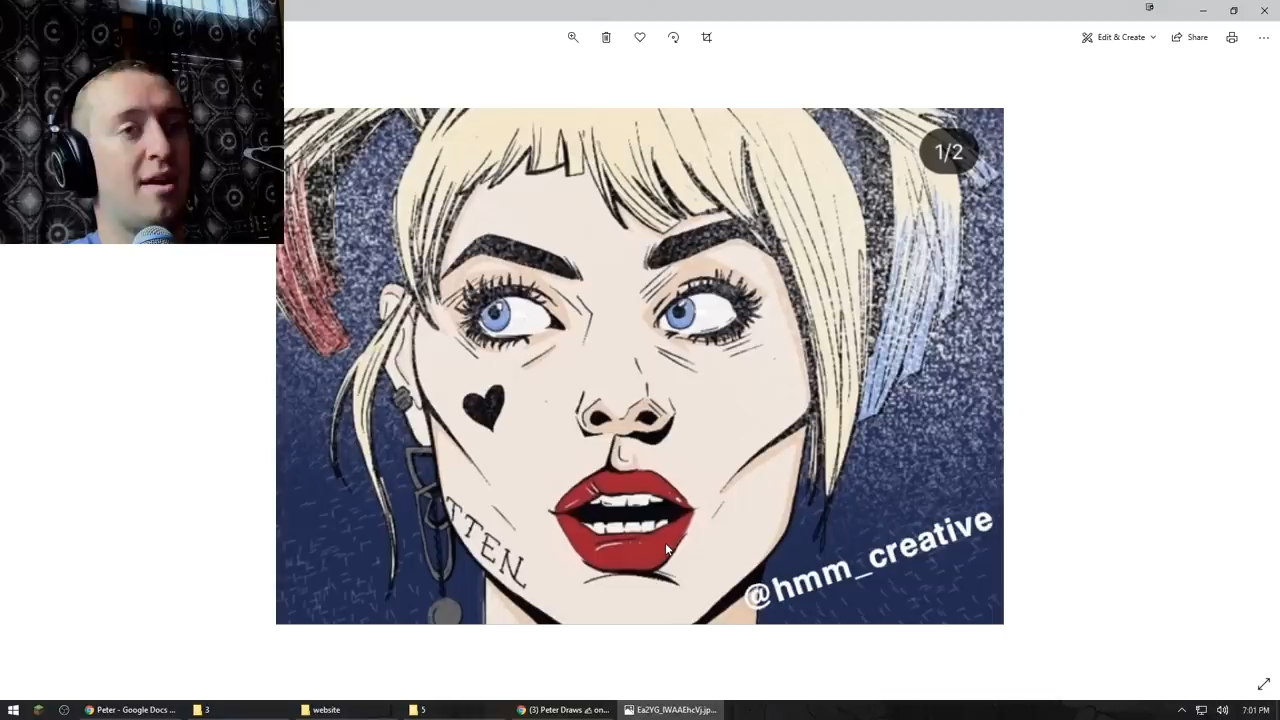 Edit & Create
Share
1/2
TTEN
@hmm_creative
Peter - Google Docs ...
3
website
5
(3) Peter Draws ✍ on...
Ea2YG_IWAAEhcVj.jp...
7:01 PM